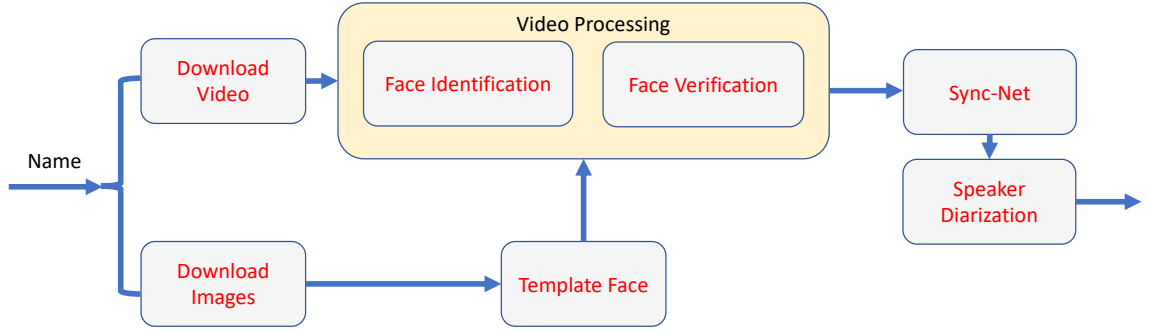 Video Processing
Download
Video
Face Identification
Face Verification
Sync-Net
Name
Speaker
Diarization
Download
Images
Template Face